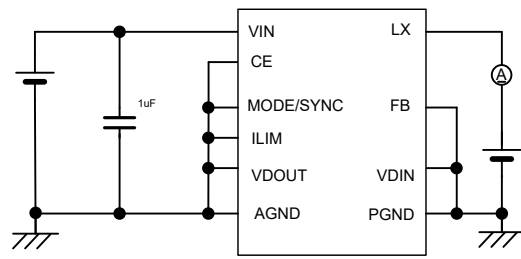 VIN LX
CE
A
1uF
MODE/SYNC FB
ILIM
VDOUT VDIN
AGND PGND